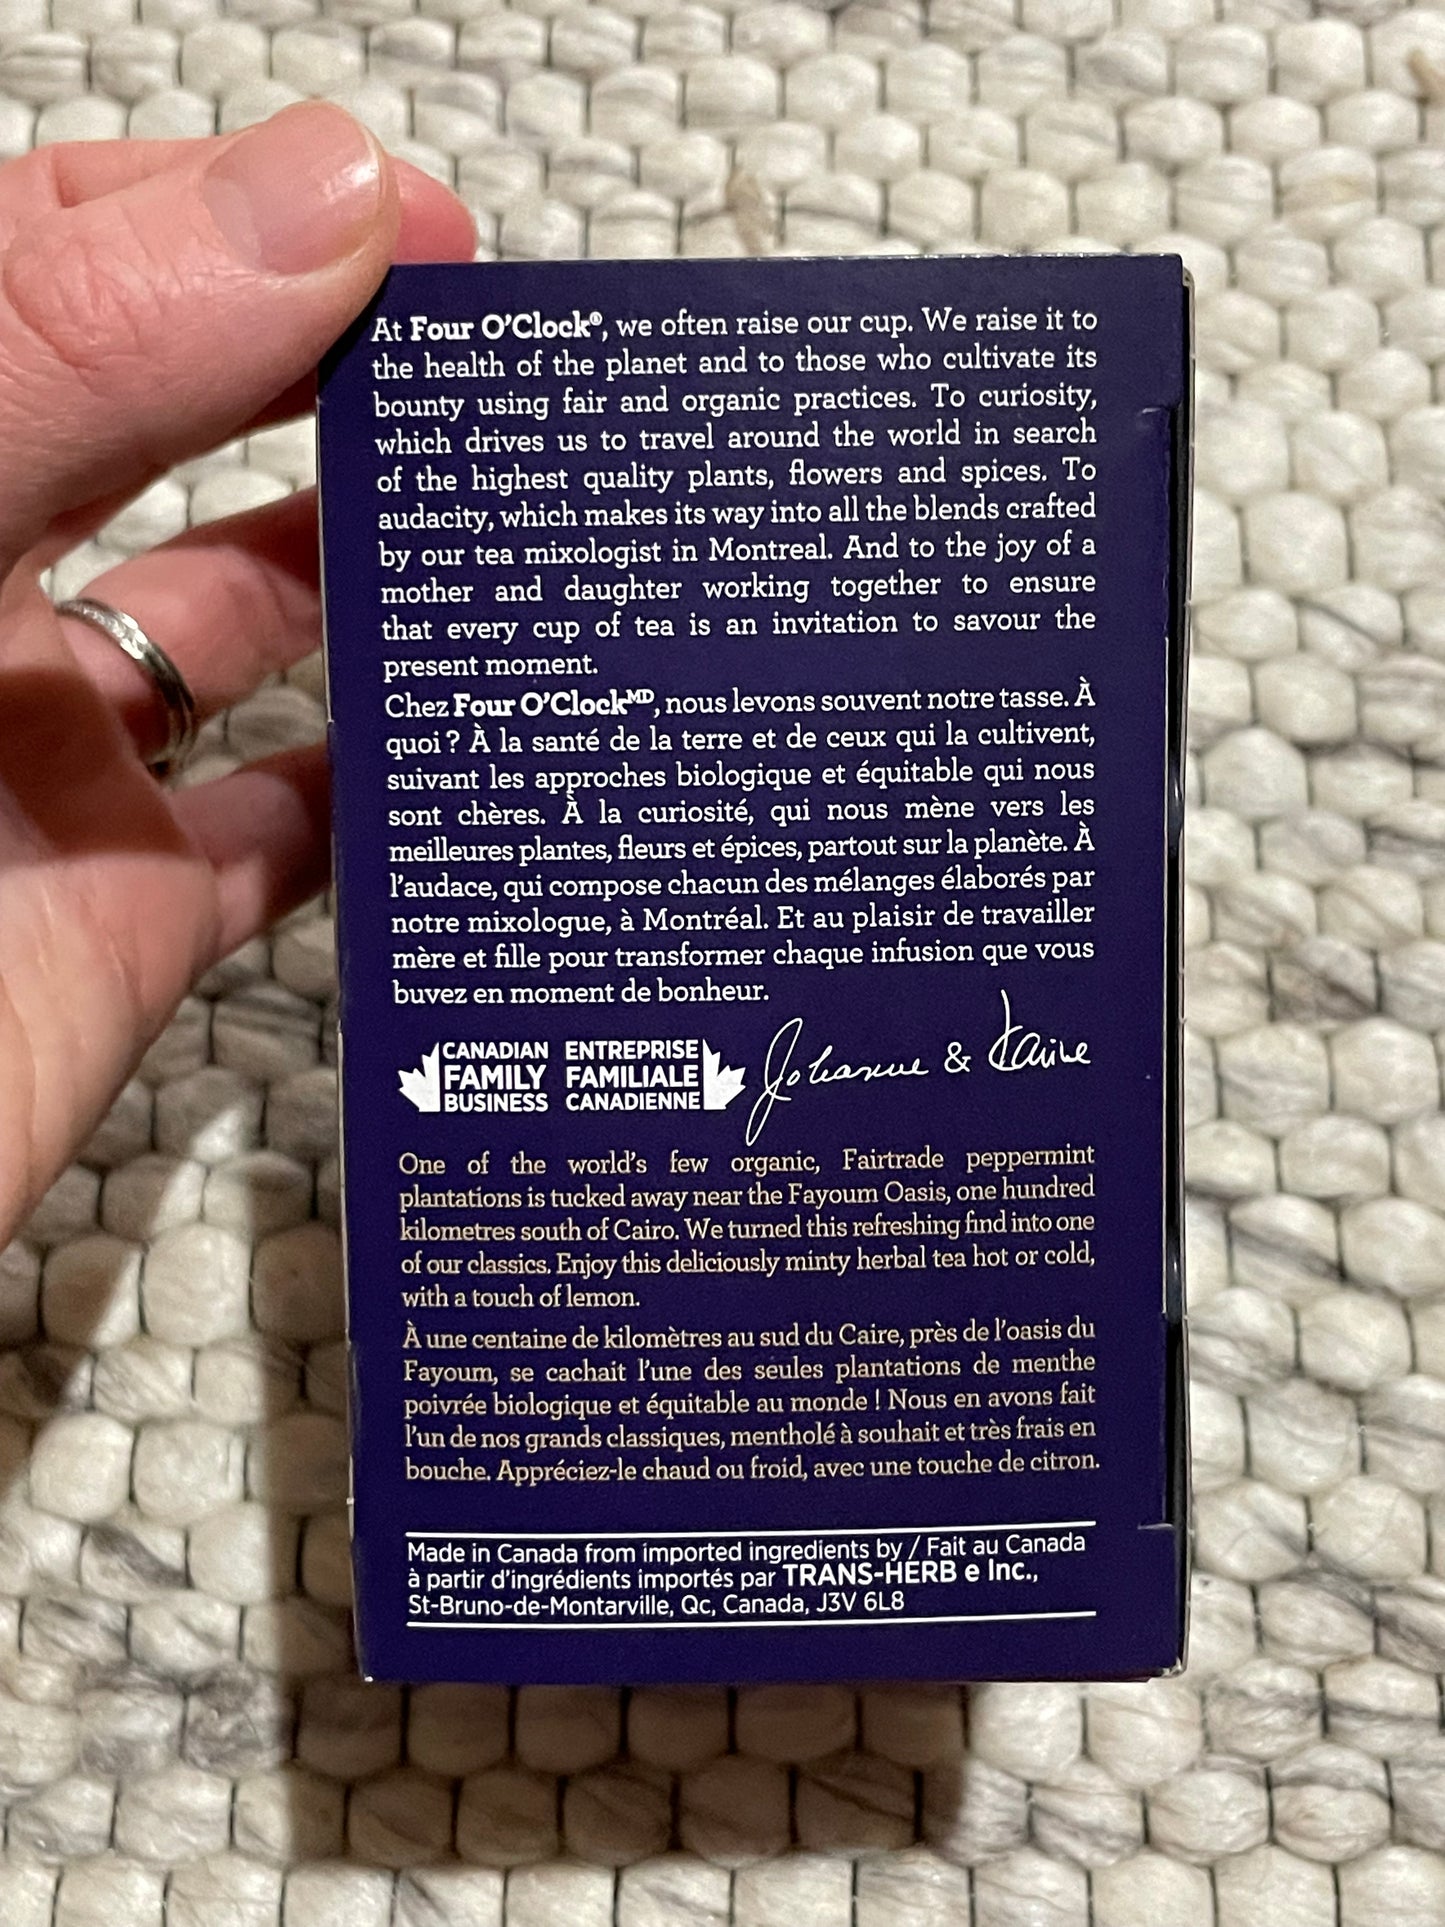 At Four O'Clock®, we often raise our cup. We raise it to
the health of the planet and to those who cultivate its
bounty using fair and organic practices. To curiosity,
which drives us to travel around the world in search
of the highest quality plants, flowers and spices. To
audacity, which makes its way into all the blends crafted
by our tea mixologist in Montreal. And to the joy of a
mother and daughter working together to ensure
that every cup of tea is an invitation to savour the
present moment.
Chez Four O'Clockᴹᴰ, nous levons souvent notre tasse. À
quoi ? À la santé de la terre et de ceux qui la cultivent,
suivant les approches biologique et équitable qui nous
sont chères. À la curiosité, qui nous mène vers les
meilleures plantes, fleurs et épices, partout sur la planète. À
l'audace, qui compose chacun des mélanges élaborés par
notre mixologue, à Montréal. Et au plaisir de travailler
mère et fille pour transformer chaque infusion que vous
buvez en moment de bonheur.
CANADIAN
FAMILY
BUSINESS
ENTREPRISE
FAMILIALE
CANADIENNE
Johanne & Karine
One of the world's few organic, Fairtrade peppermint
plantations is tucked away near the Fayoum Oasis, one hundred
kilometres south of Cairo. We turned this refreshing find into one
of our classics. Enjoy this deliciously minty herbal tea hot or cold,
with a touch of lemon.
À une centaine de kilomètres au sud du Caire, près de l'oasis du
Fayoum, se cachait l'une des seules plantations de menthe
poivrée biologique et équitable au monde ! Nous en avons fait
l'un de nos grands classiques, mentholé à souhait et très frais en
bouche. Appréciez-le chaud ou froid, avec une touche de citron.
Made in Canada from imported ingredients by / Fait au Canada
à partir d'ingrédients importés par TRANS-HERB e Inc.,
St-Bruno-de-Montarville, Qc, Canada, J3V 6L8